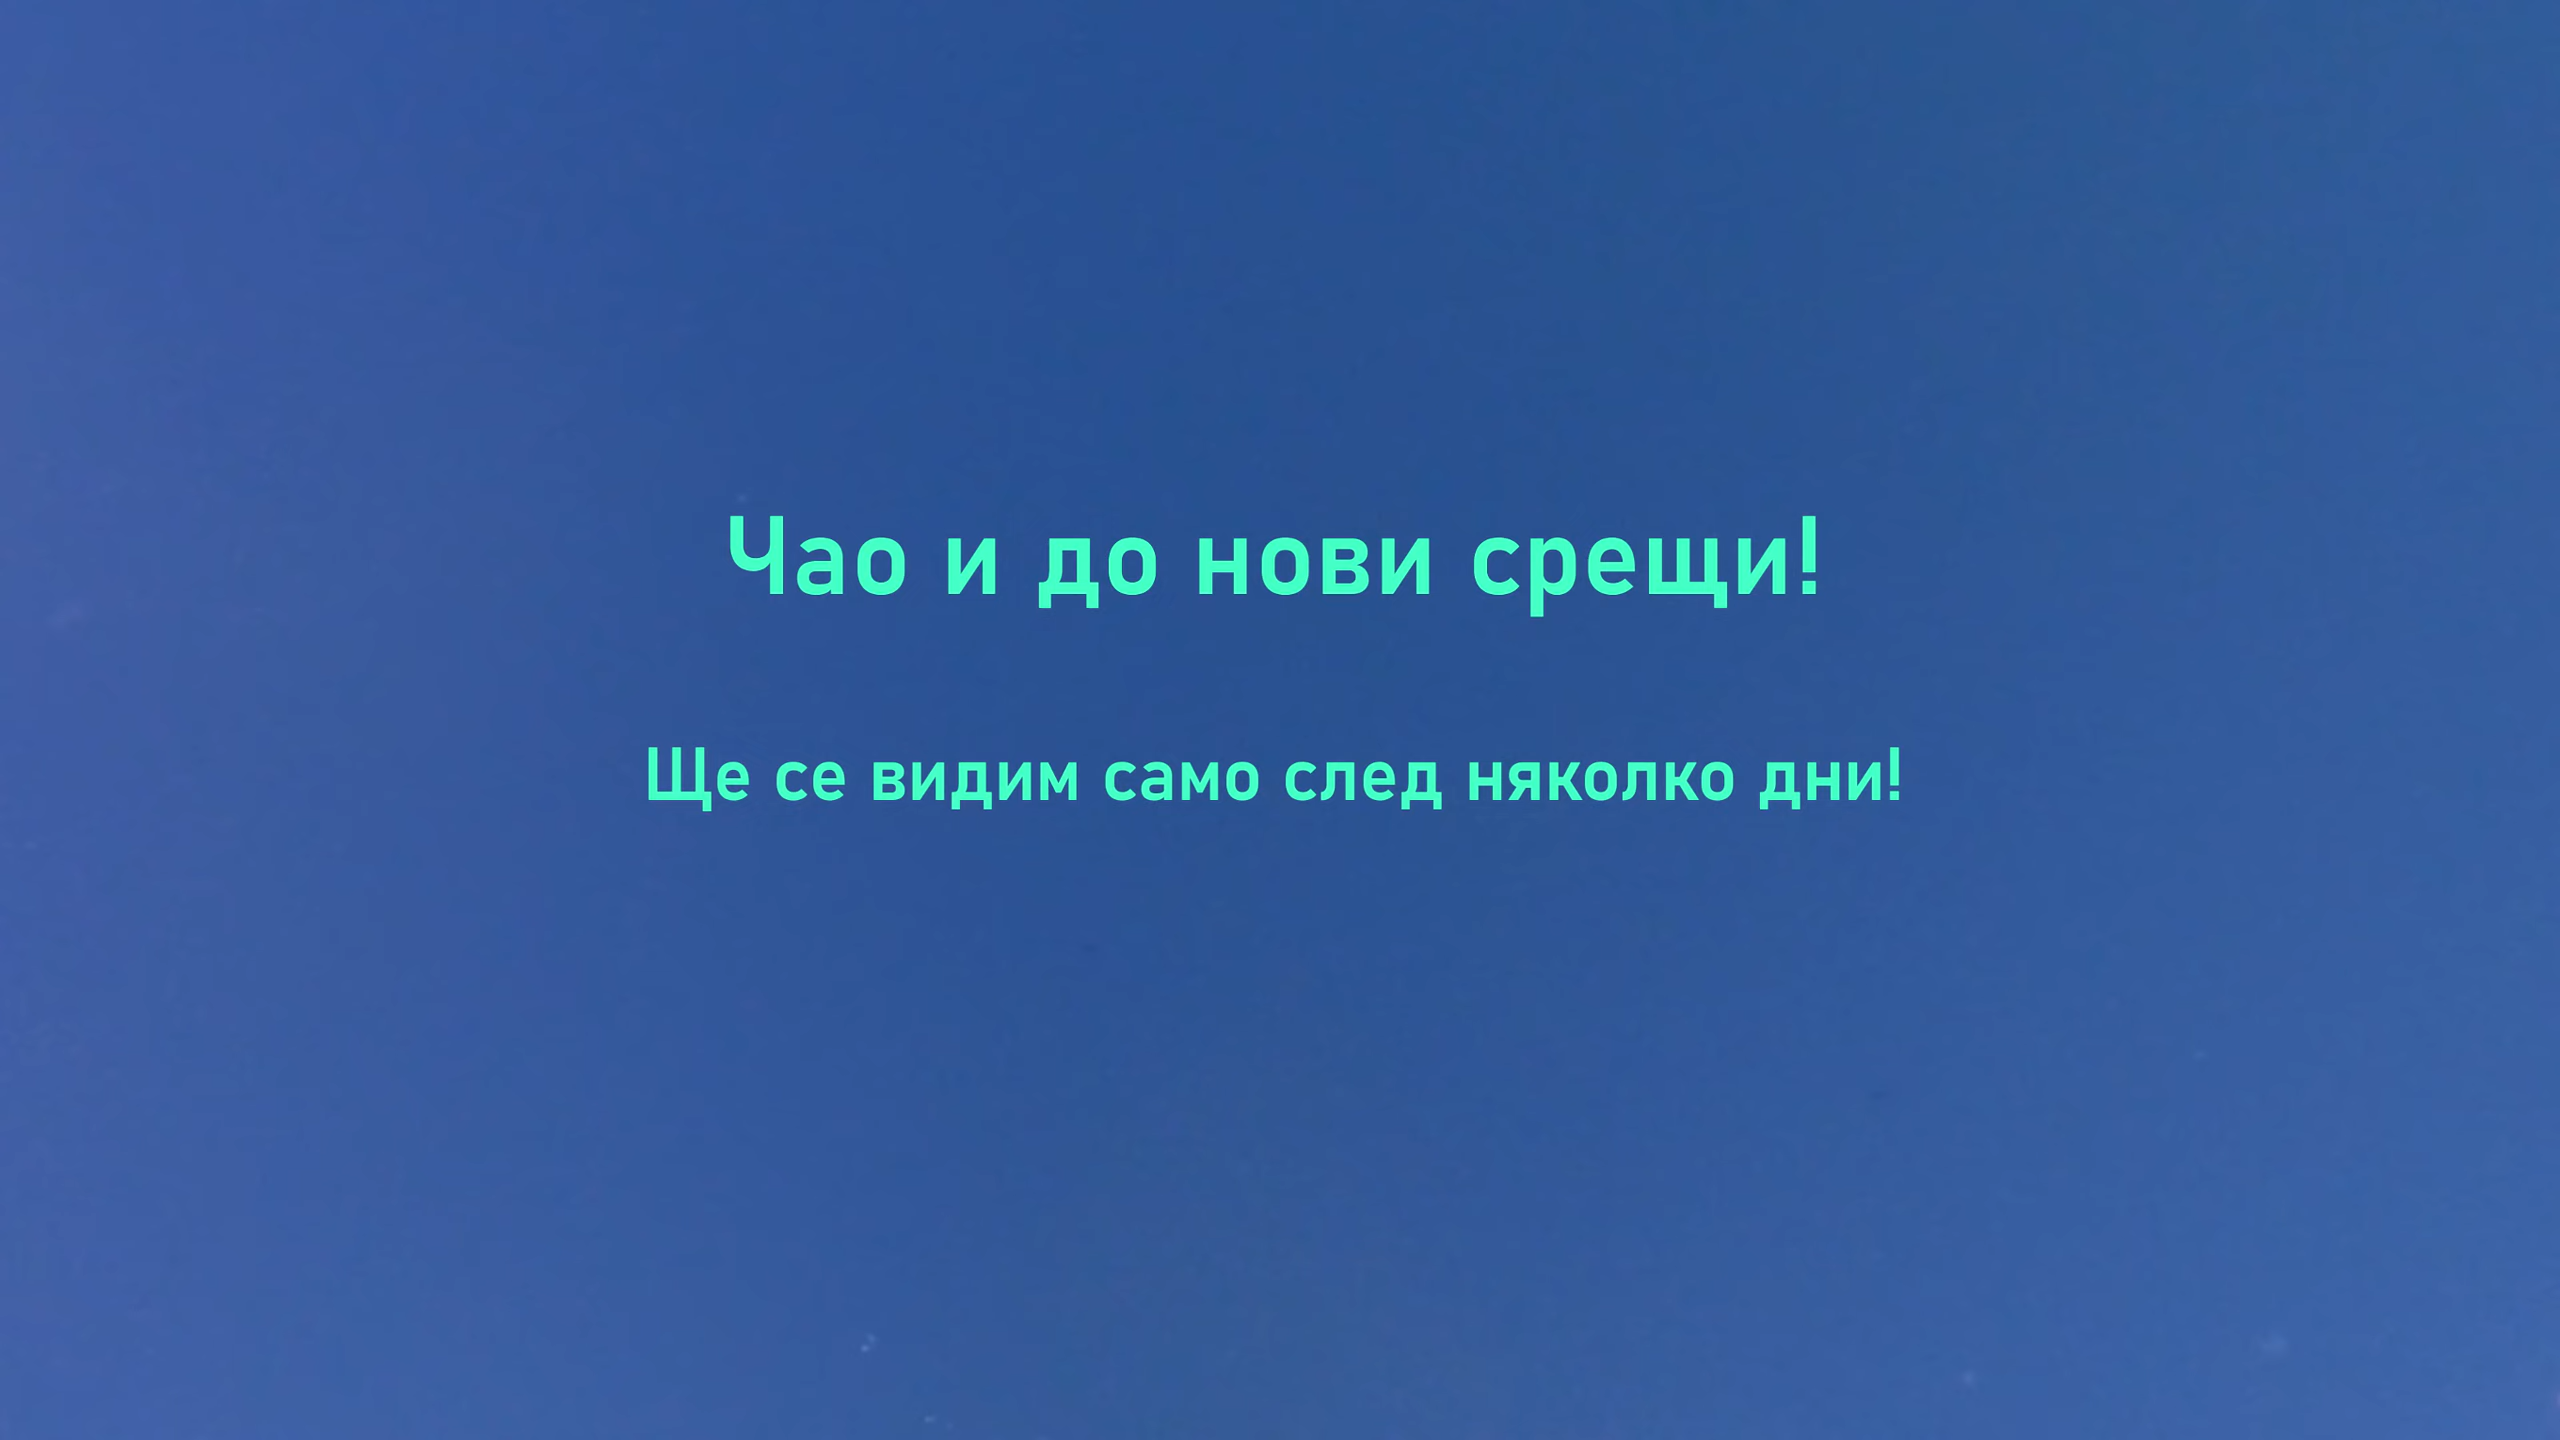 Чао и до нови срещи!
Ще се видим само след няколко дни!